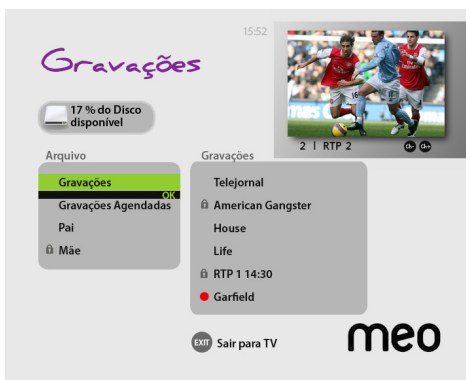 15:52
Gravações
17 % do Disco
disponível
2 | RTP 2
Arquivo
Gravações
OK
Gravações Agendadas
Pai
Mãe
Gravações
Telejornal
American Gangster
House
Life
RTP 1 14:30
Garfield
EXIT Sair para TV
meo